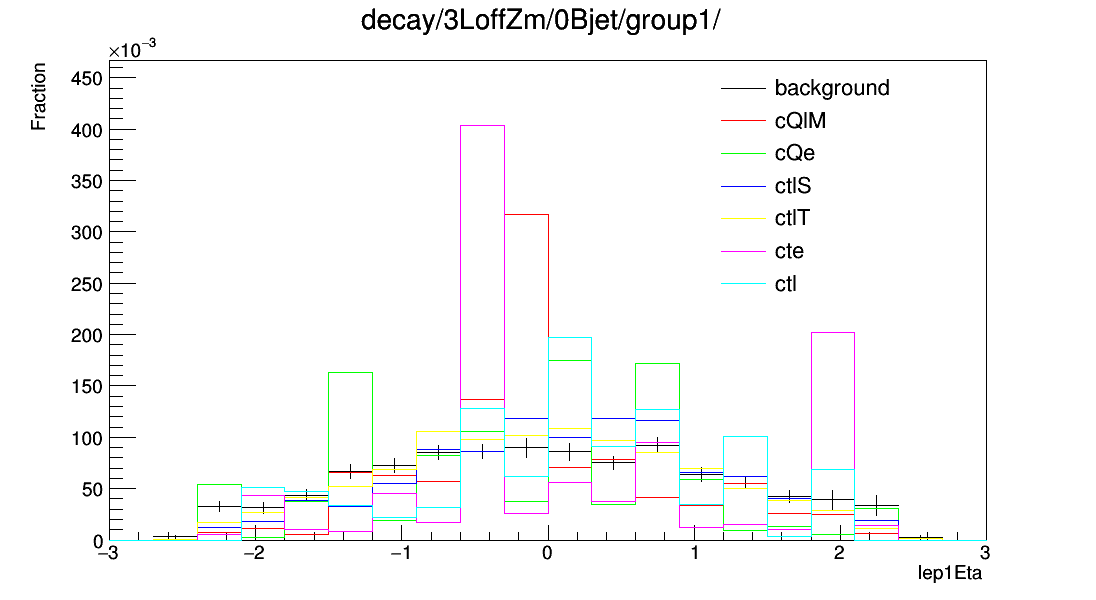 decay/3LoffZm/0Bjet/group1/
×10⁻³
Fraction
450
400
350
300
250
200
150
100
50
0
background
cQlM
cQe
ctlS
ctlT
cte
ctl
−3 −2 −1 0 1 2 3
lep1Eta